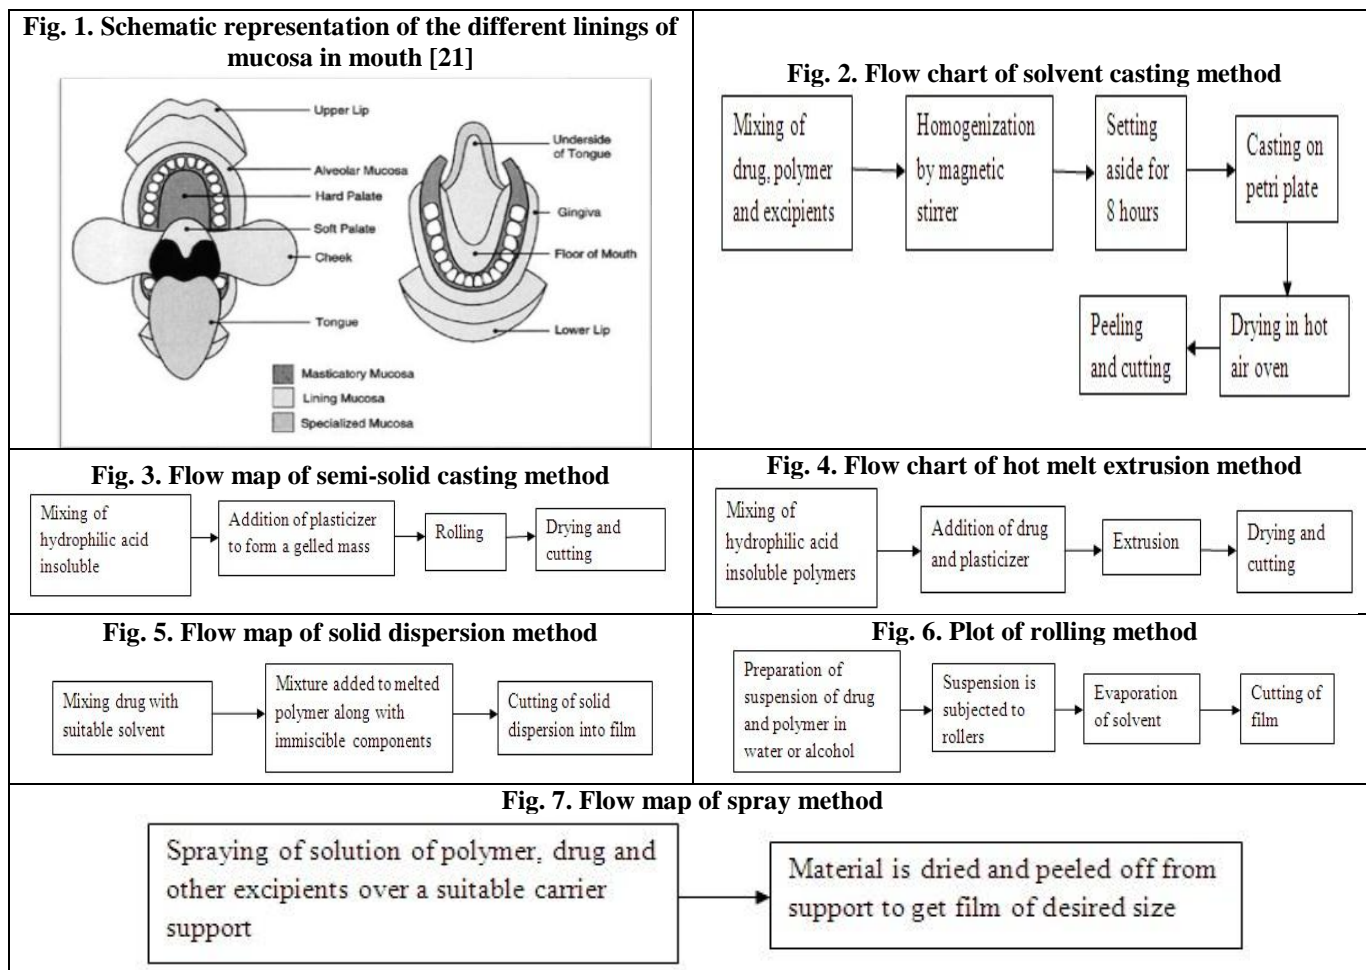 Fig. 1. Schematic representation of the different linings of
mucosa in mouth [21]
Upper Lip
Alveolar Mucosa
Hard Palate
Soft Palate
Cheek
Tongue
Underside
of Tongue
Gingiva
Floor of Mouth
Lower Lip
Masticatory Mucosa
Lining Mucosa
Specialized Mucosa
Fig. 2. Flow chart of solvent casting method
Mixing of
drug, polymer
and excipients
Homogenization
by magnetic
stirrer
Setting
aside for
8 hours
Casting on
petri plate
Drying in hot
air oven
Peeling
and cutting
Fig. 3. Flow map of semi-solid casting method
Mixing of
hydrophilic acid
insoluble
Addition of plasticizer
to form a gelled mass
Rolling
Drying and
cutting
Fig. 4. Flow chart of hot melt extrusion method
Mixing of
hydrophilic acid
insoluble polymers
Addition of drug
and plasticizer
Extrusion
Drying and
cutting
Fig. 5. Flow map of solid dispersion method
Mixing drug with
suitable solvent
Mixture added to melted
polymer along with
immiscible components
Cutting of solid
dispersion into film
Fig. 6. Plot of rolling method
Preparation of
suspension of drug
and polymer in
water or alcohol
Suspension is
subjected to
rollers
Evaporation
of solvent
Cutting of
film
Fig. 7. Flow map of spray method
Spraying of solution of polymer, drug and
other excipients over a suitable carrier
support
Material is dried and peeled off from
support to get film of desired size